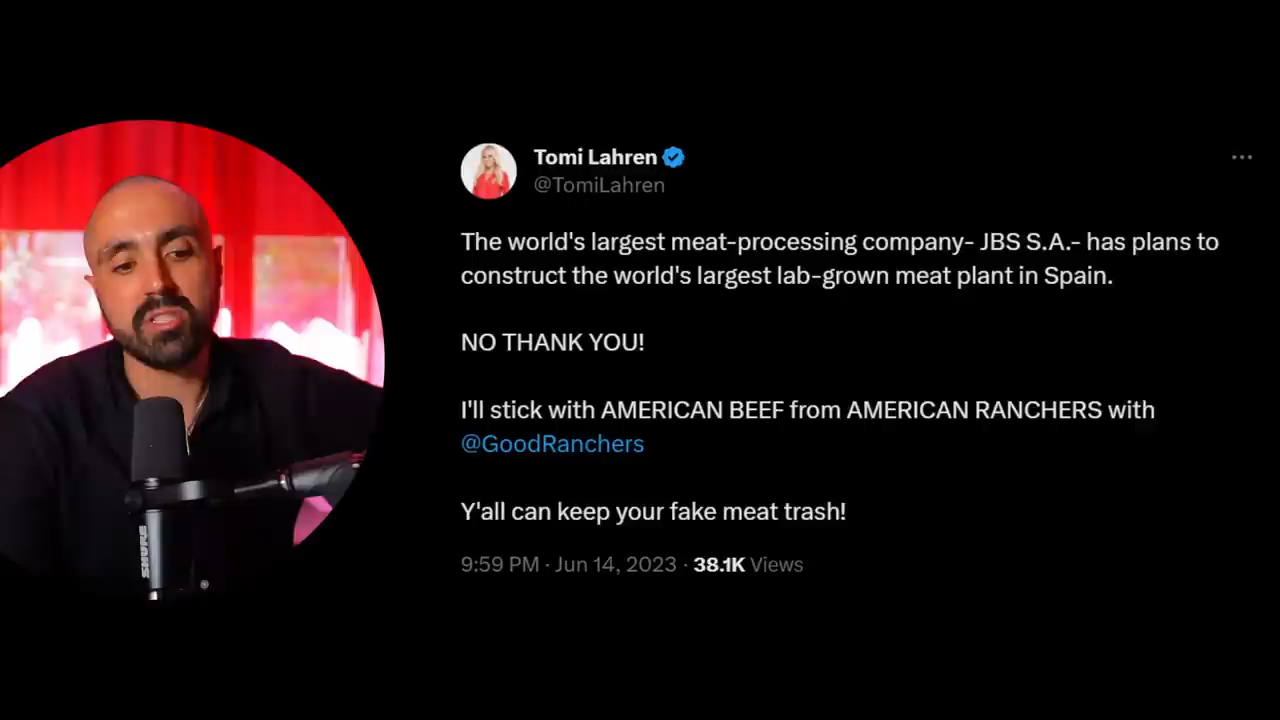 Tomi Lahren
@TomiLahren
The world's largest meat-processing company- JBS S.A.- has plans to
construct the world's largest lab-grown meat plant in Spain.
NO THANK YOU!
I'll stick with AMERICAN BEEF from AMERICAN RANCHERS with
@GoodRanchers
Y'all can keep your fake meat trash!
9:59 PM · Jun 14, 2023 · 38.1K Views
SHURE